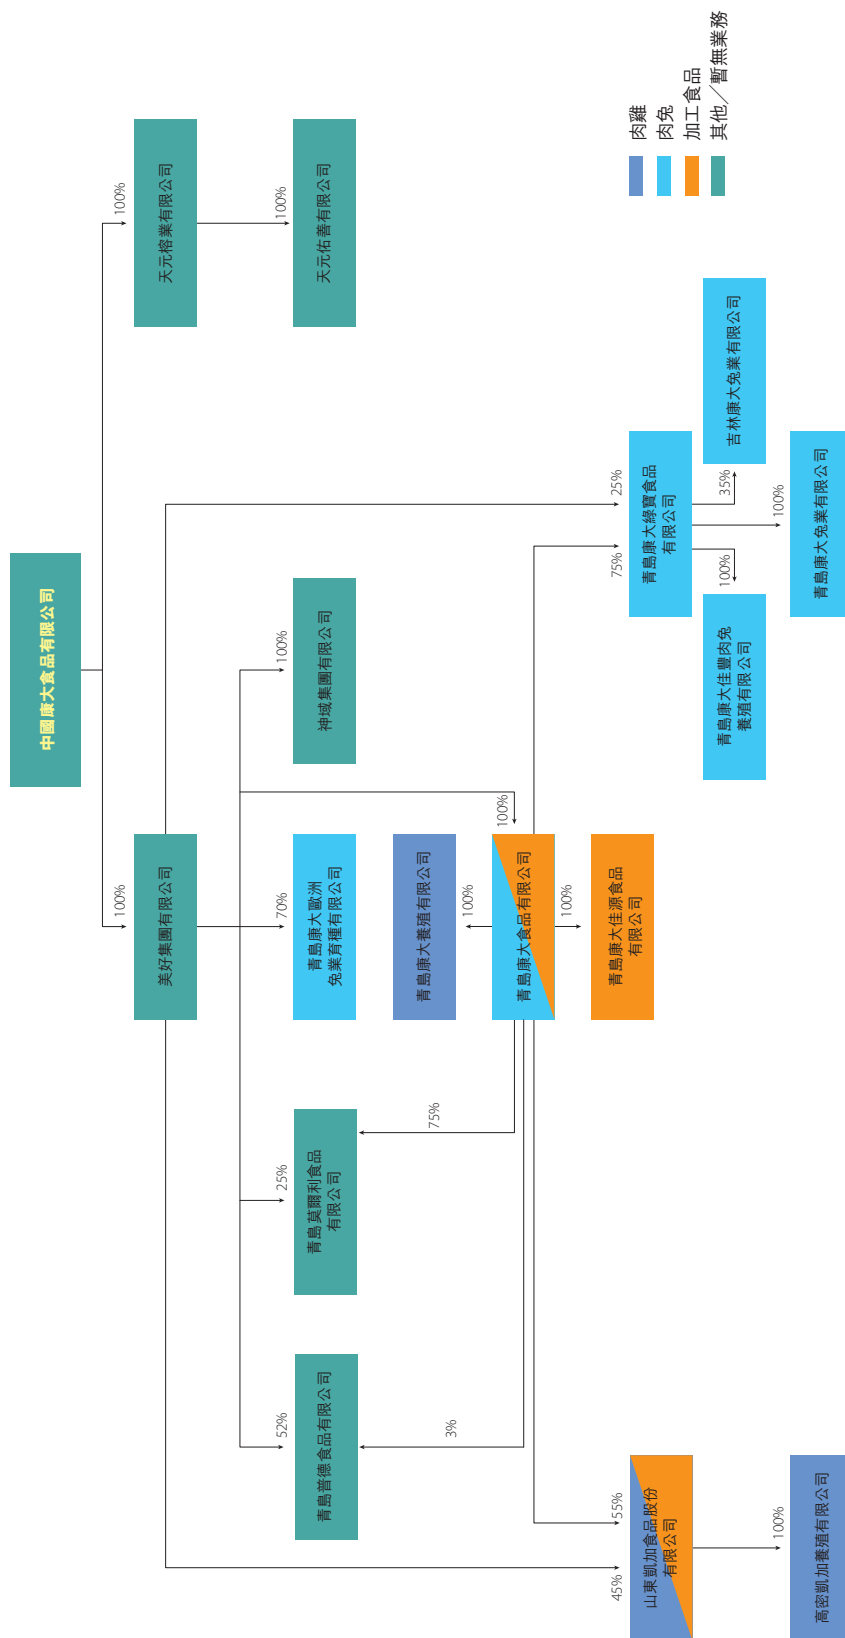 中國康大食品有限公司
100%
100%
美好集團有限公司
天元榕業有限公司
52%
25%
70%
100%
100%
青島普德食品有限公司
青島莫爾利食品
有限公司
青島康大歐洲
兔業育種有限公司
神域集團有限公司
天元佑善有限公司
3%
75%
青島康大養殖有限公司
100%
100%
青島康大食品有限公司
100%
青島康大佳源食品
有限公司
45%
55%
75%
25%
山東凱加食品股份
有限公司
青島康大綠寶食品
有限公司
100%
35%
青島康大佳豐肉兔
養殖有限公司
吉林康大兔業有限公司
100%
100%
高密凱加養殖有限公司
青島康大兔業有限公司
肉雞
肉兔
加工食品
其他／暫無業務